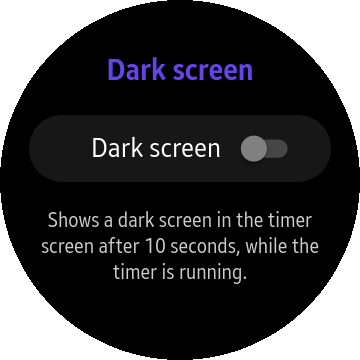 Dark screen
Dark screen
Shows a dark screen in the timer
screen after 10 seconds, while the
timer is running.